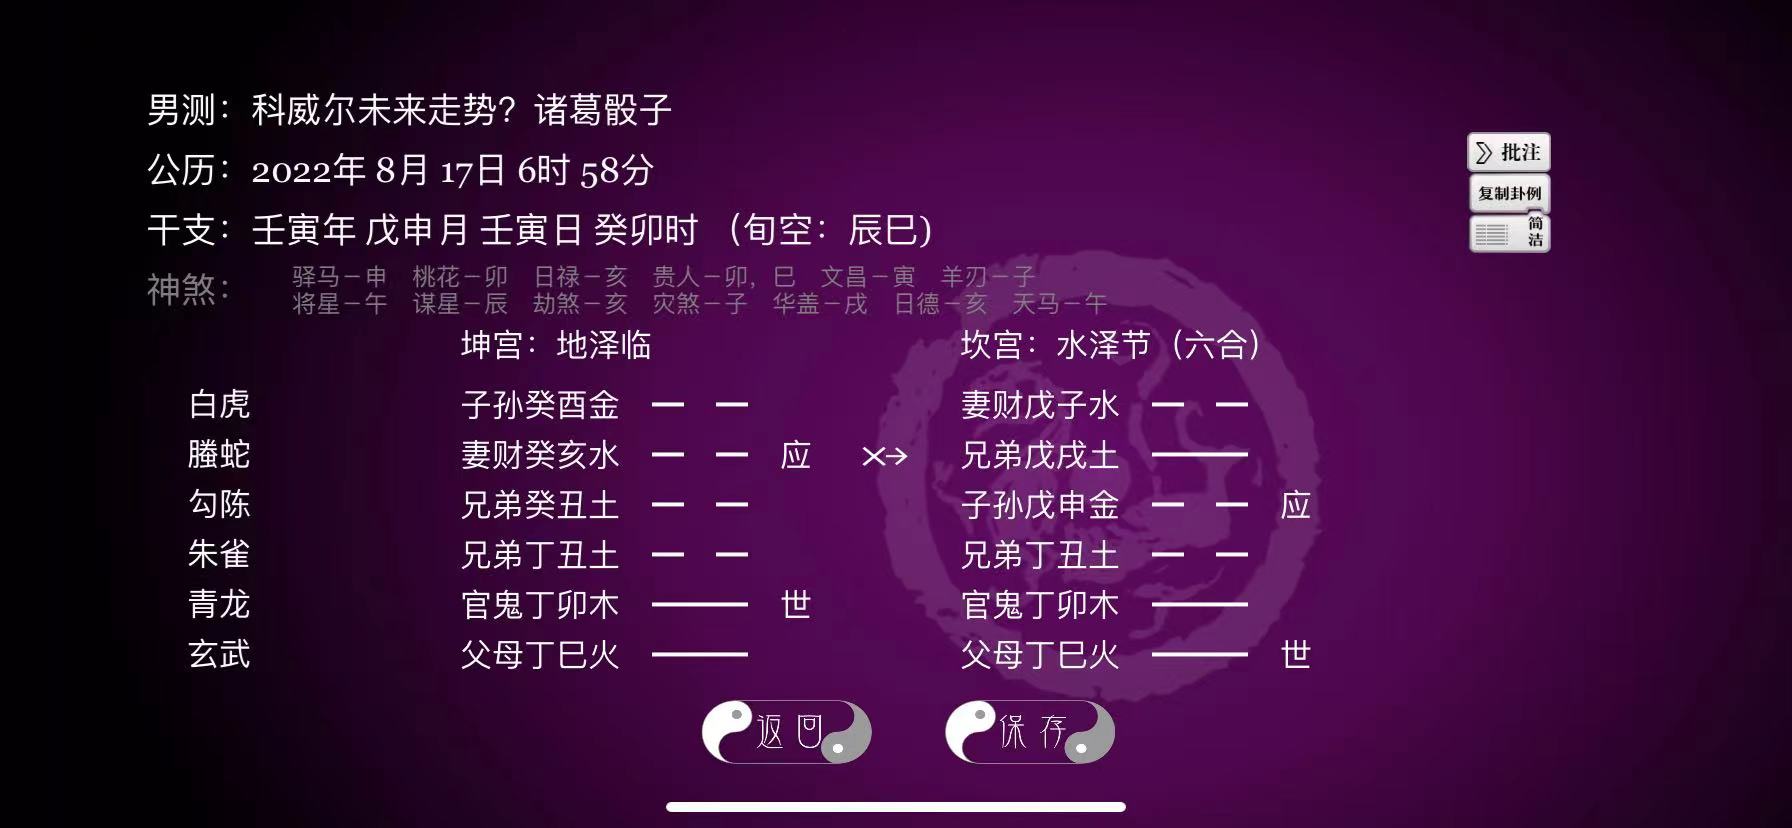 男测：科威尔未来走势？诸葛骰子
公历：2022年 8月 17日 6时 58分
干支：壬寅年 戊申月 壬寅日 癸卯时 （旬空：辰巳)
神煞：
驿马－申 桃花－卯 日禄－亥 贵人－卯，巳 文昌－寅 羊刃－子
将星－午 谋星－辰 劫煞－亥 灾煞－子 华盖－戌 日德－亥 天马－午
批注
复制卦例
简洁
坤宫：地泽临 坎宫：水泽节（六合）
白虎 子孙癸酉金 妻财戊子水
螣蛇 妻财癸亥水 应 ×→ 兄弟戊戌土
勾陈 兄弟癸丑土 子孙戊申金 应
朱雀 兄弟丁丑土 兄弟丁丑土
青龙 官鬼丁卯木 世 官鬼丁卯木
玄武 父母丁巳火 父母丁巳火 世
返回 保存